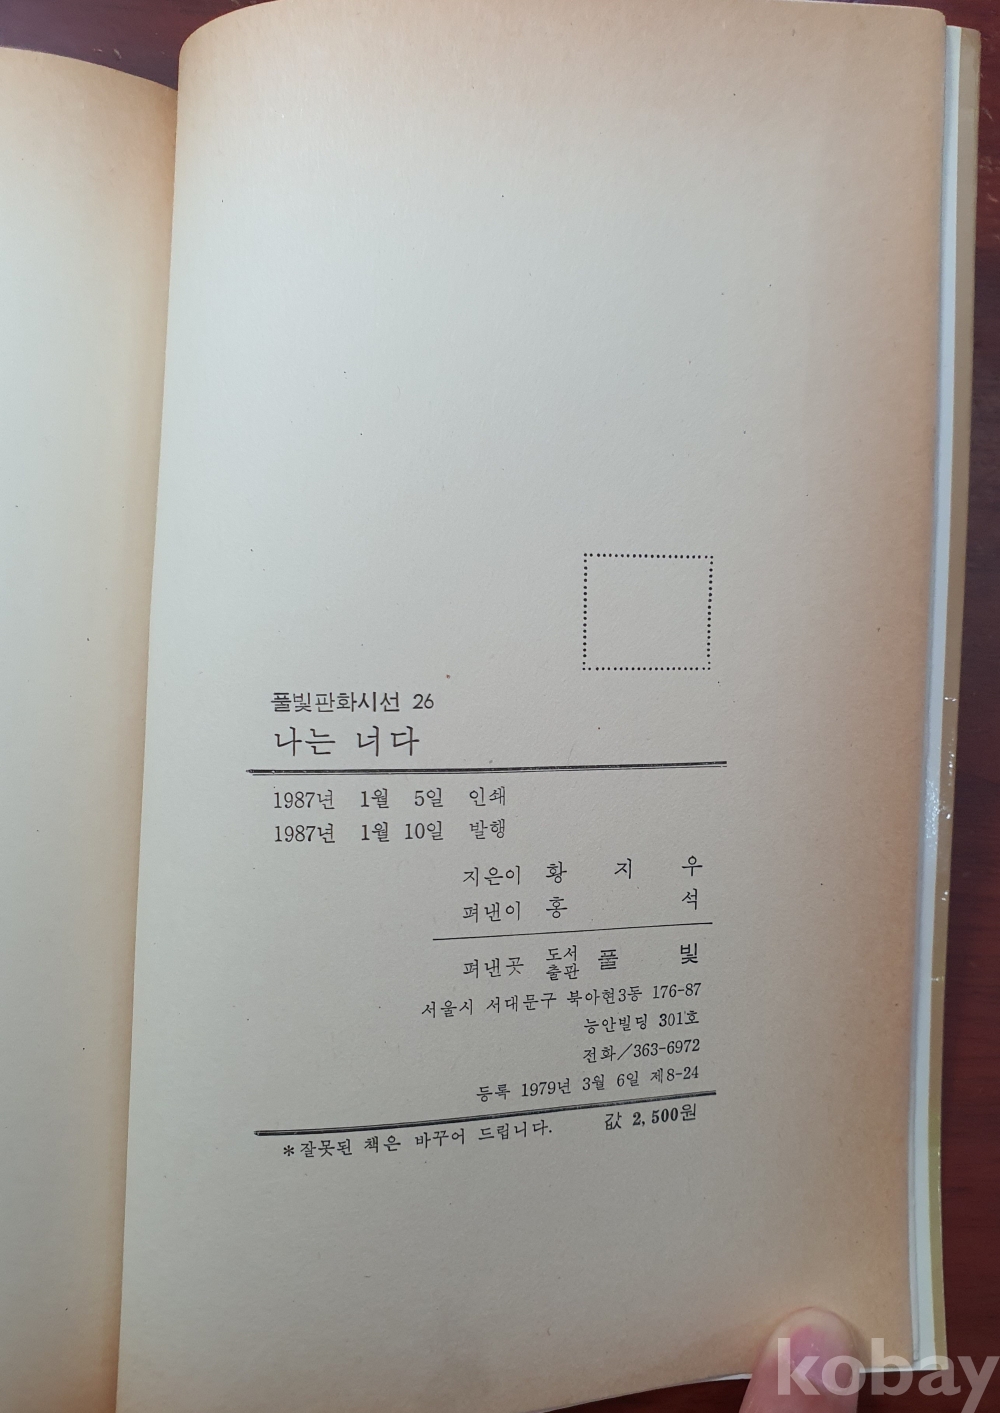 풀빛판화시선 26
나는 너다
1987년 1월 5일 인쇄
1987년 1월 10일 발행
지은이 황 지 우
펴낸이 홍 석
펴낸곳 도서출판 풀 빛
서울시 서대문구 북아현3동 176-87
능안빌딩 301호
전화/363-6972
등록 1979년 3월 6일 제8-24
*잘못된 책은 바꾸어 드립니다. 값 2,500원
kobay